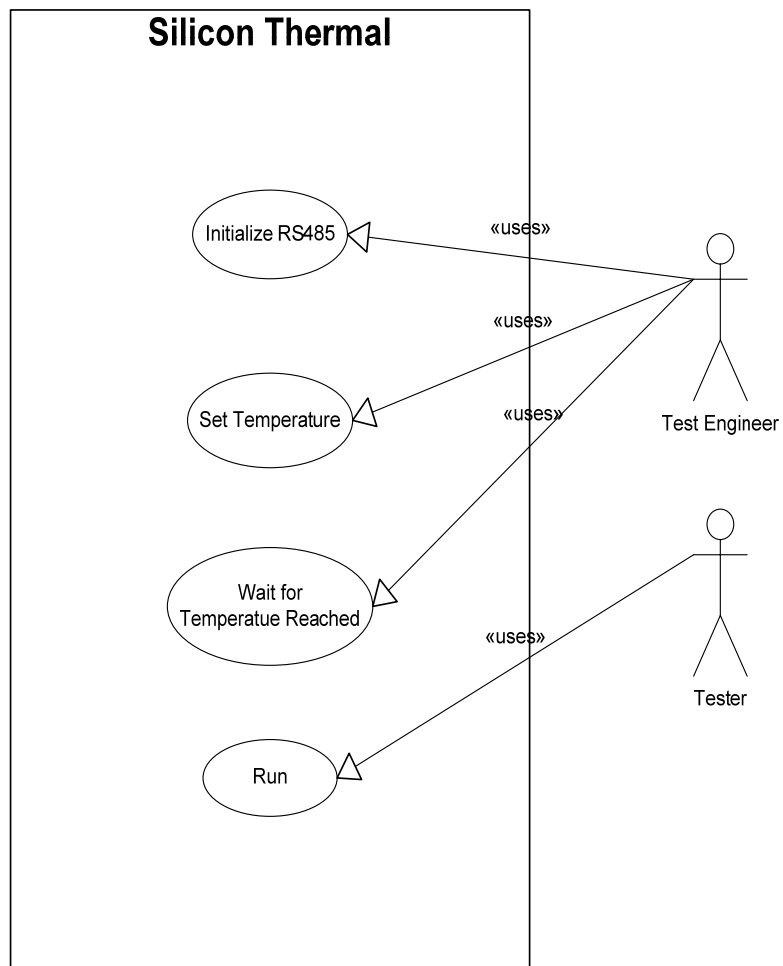 Silicon Thermal
«uses»
Initialize RS485
«uses»
Set Temperature
«uses»
Test Engineer
Wait for
Temperatue Reached
«uses»
Tester
Run